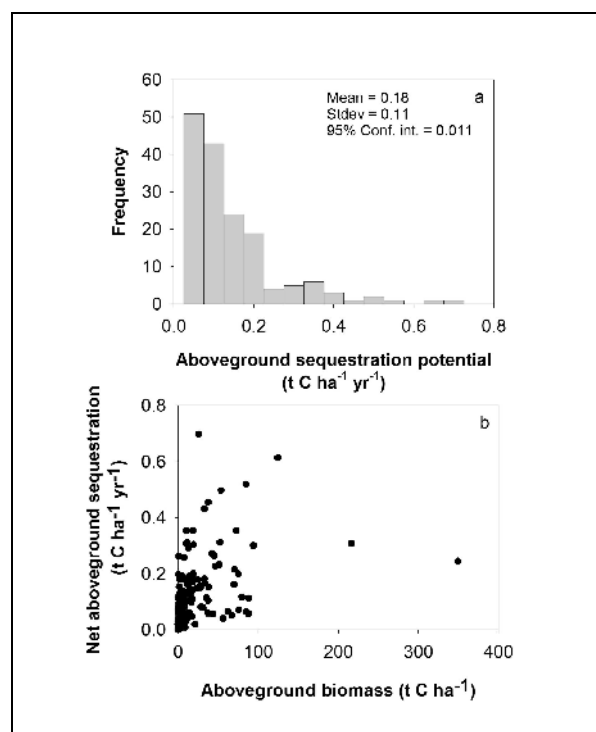 a
Mean = 0.18
Stdev = 0.11
95% Conf. int. = 0.011
60
50
40
30
20
10
0
Frequency
0.0 0.2 0.4 0.6 0.8
Aboveground sequestration potential
(t C ha⁻¹ yr⁻¹)
b
0.8
0.6
0.4
0.2
0.0
Net aboveground sequestration
(t C ha⁻¹ yr⁻¹)
0 100 200 300 400
Aboveground biomass (t C ha⁻¹)